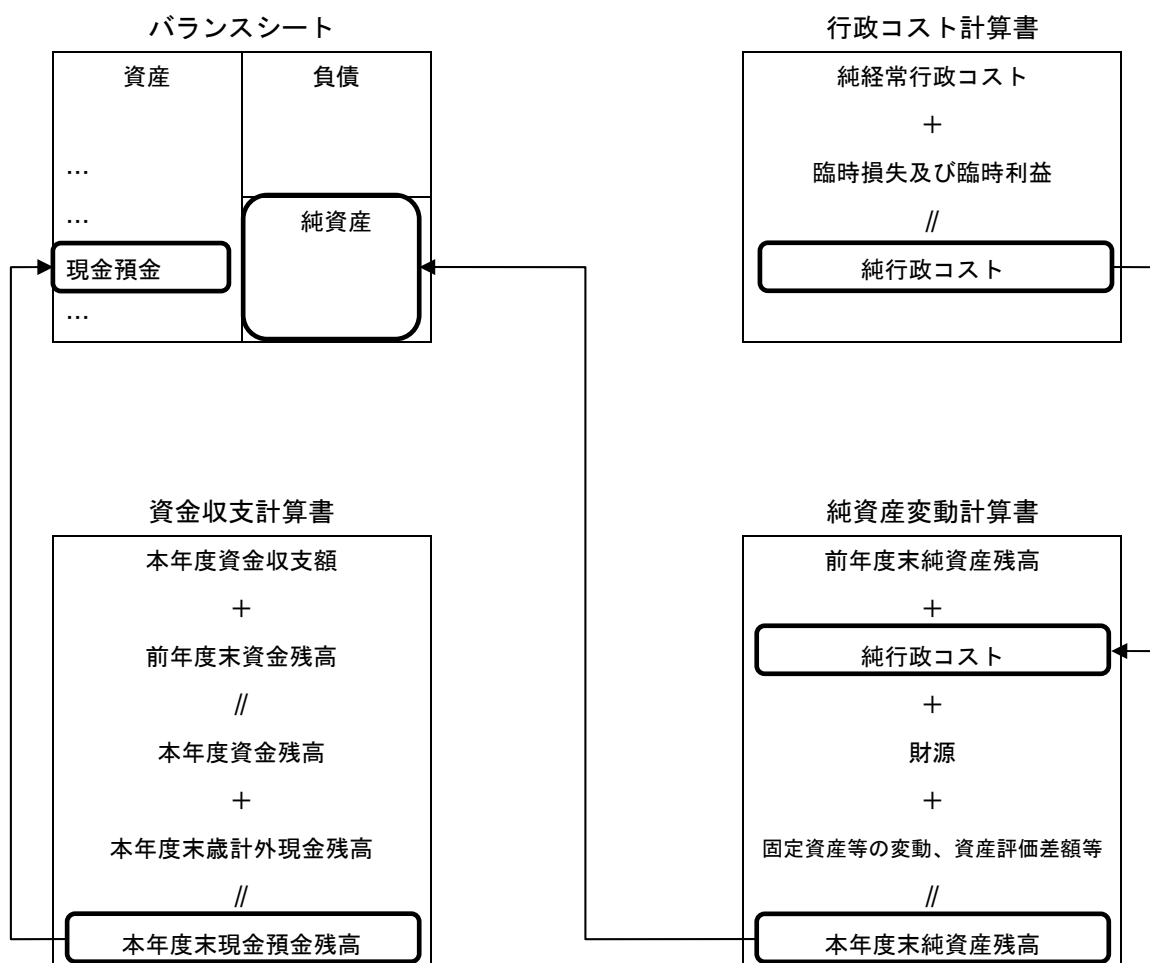 バランスシート
資産
負債
…
…
純資産
現金預金
…
行政コスト計算書
純経常行政コスト
＋
臨時損失及び臨時利益
//
純行政コスト
資金収支計算書
本年度資金収支額
＋
前年度末資金残高
//
本年度資金残高
＋
本年度末歳計外現金残高
//
本年度末現金預金残高
純資産変動計算書
前年度末純資産残高
＋
純行政コスト
＋
財源
＋
固定資産等の変動、資産評価差額等
//
本年度末純資産残高